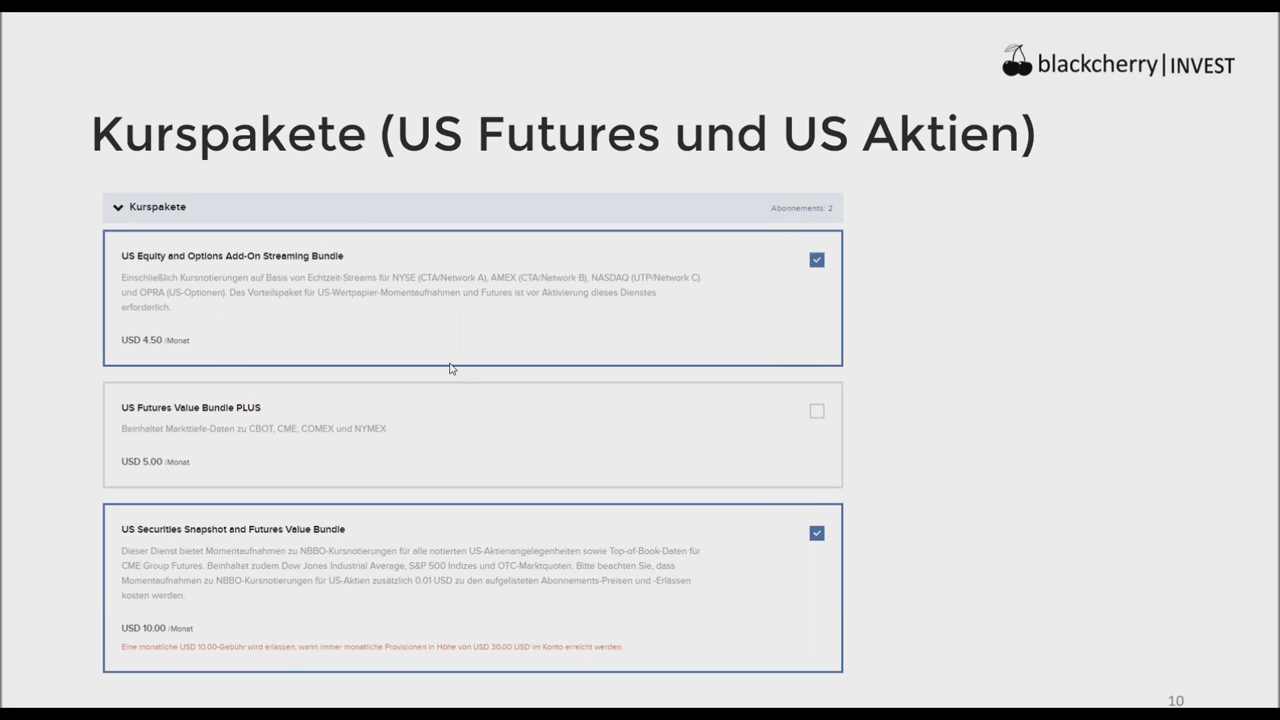 blackcherry|INVEST
Kurspakete (US Futures und US Aktien)
Kurspakete
Abonnements: 2
US Equity and Options Add-On Streaming Bundle
Einschließlich Kursnotierungen auf Basis von Echtzeit-Streams für NYSE (CTA/Network A), AMEX (CTA/Network B), NASDAQ (UTP/Network C)
und OPRA (US-Optionen). Das Vorteilspaket für US-Wertpapier-Momentaufnahmen und Futures ist vor Aktivierung dieses Dienstes
erforderlich.
USD 4.50 /Monat
US Futures Value Bundle PLUS
Beinhaltet Markttiefe-Daten zu CBOT, CME, COMEX und NYMEX
USD 5.00 /Monat
US Securities Snapshot and Futures Value Bundle
Dieser Dienst bietet Momentaufnahmen zu NBBO-Kursnotierungen für alle notierten US-Aktienangelegenheiten sowie Top-of-Book-Daten für
CME Group Futures. Beinhaltet zudem Dow Jones Industrial Average, S&P 500 Indizes und OTC-Marktquoten. Bitte beachten Sie, dass
Momentaufnahmen zu NBBO-Kursnotierungen für US-Aktien zusätzlich 0.01 USD zu den aufgelisteten Abonnements-Preisen und -Erlässen
kosten werden.
USD 10.00 /Monat
Eine monatliche USD 10.00-Gebühr wird erlassen, wann immer monatliche Provisionen in Höhe von USD 30.00 USD im Konto erreicht werden.
10